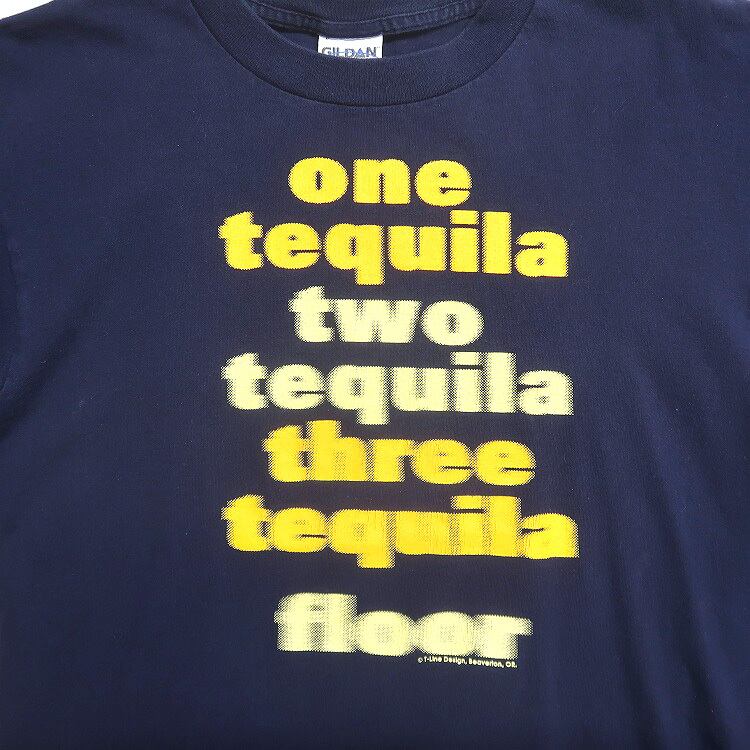 GILDAN
one
tequila
two
tequila
three
tequila
floor
© T-Line Design, Beaverton, OR.